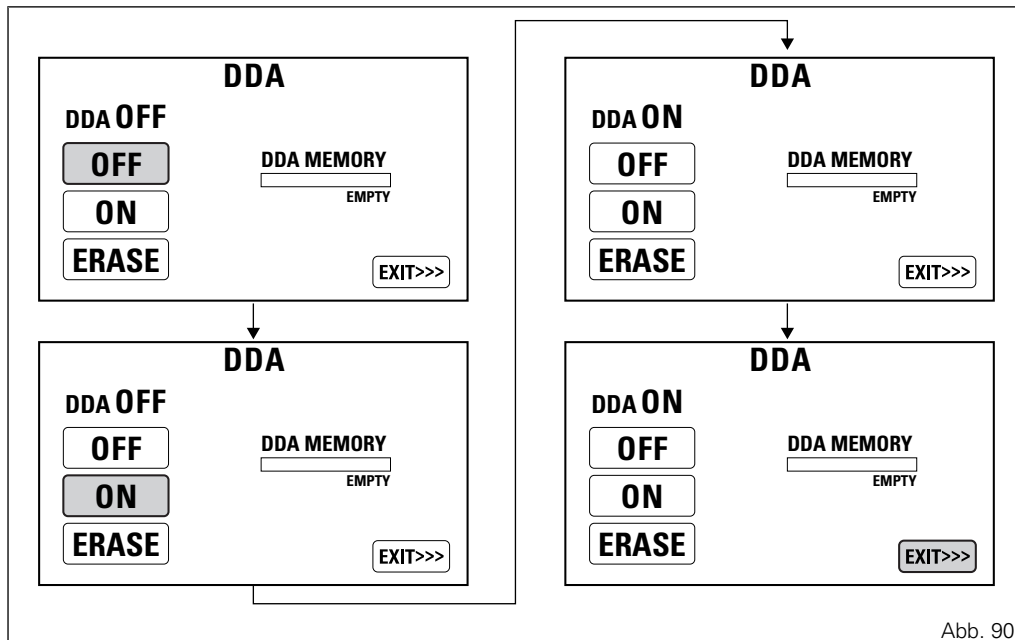 DDA
DDA OFF
OFF
DDA MEMORY
EMPTY
ON
ERASE
EXIT>>>
DDA
DDA OFF
OFF
DDA MEMORY
EMPTY
ON
ERASE
EXIT>>>
DDA
DDA ON
OFF
DDA MEMORY
EMPTY
ON
ERASE
EXIT>>>
DDA
DDA ON
OFF
DDA MEMORY
EMPTY
ON
ERASE
EXIT>>>
Abb. 90